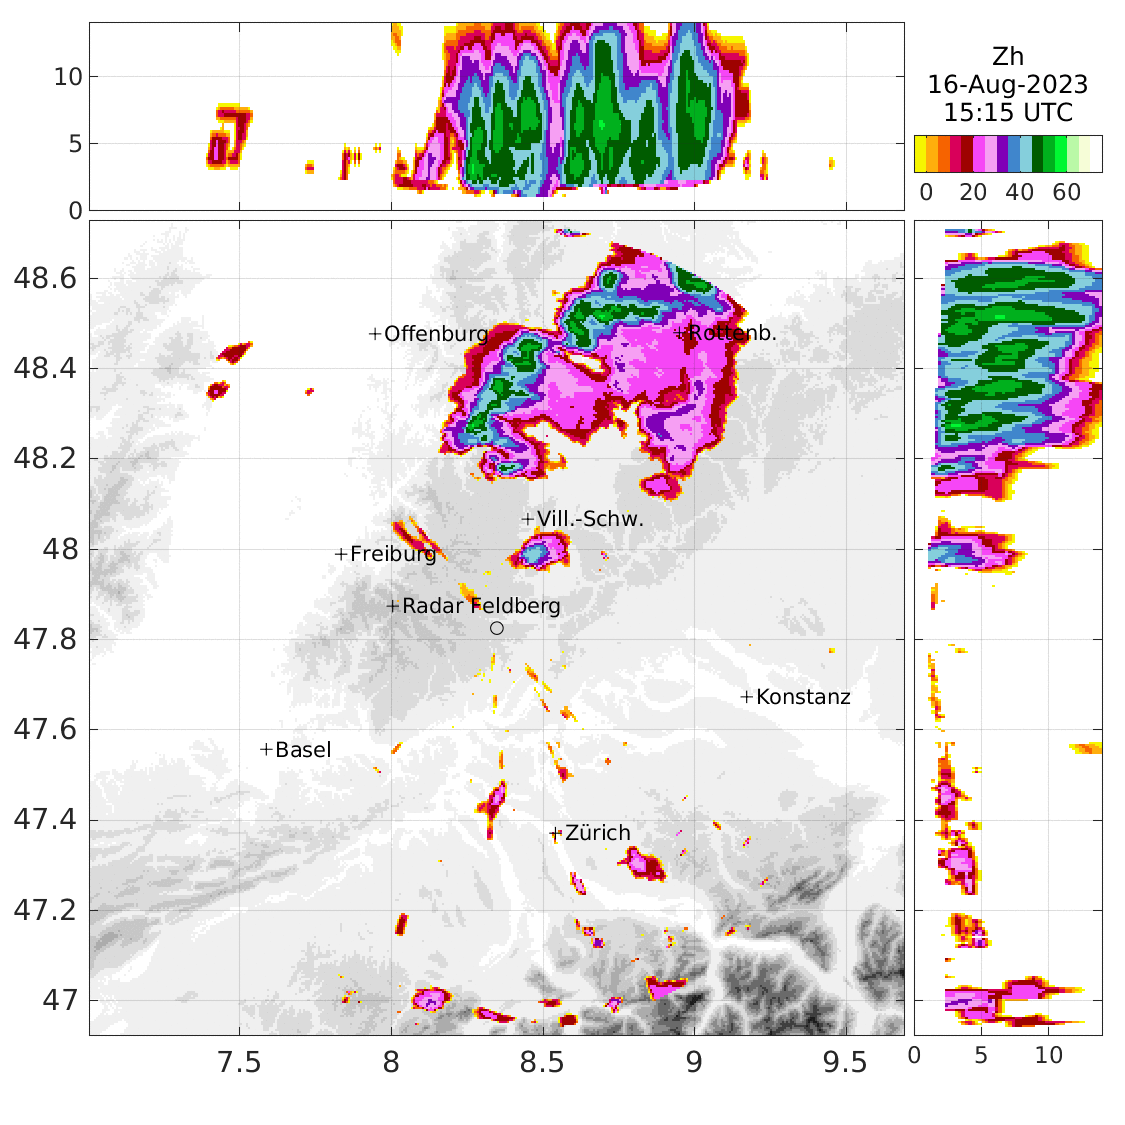 10
5
0
Zh
16-Aug-2023
15:15 UTC
0 20 40 60
48.6
48.4
48.2
48
47.8
47.6
47.4
47.2
47
+Offenburg
+Rottenb.
+Vill.-Schw.
+Freiburg
+Radar Feldberg
+Konstanz
+Basel
+Zürich
7.5 8 8.5 9 9.5
0 5 10